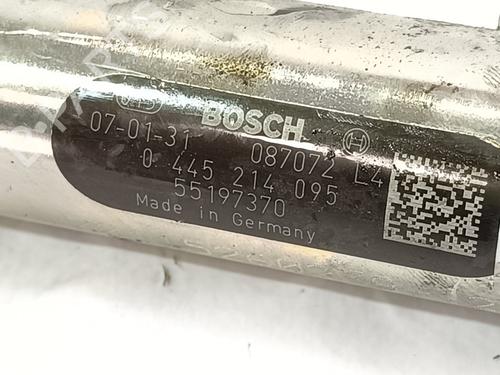 BOSCH
07-01-31 087072 L4
0 445 214 095
55197370
Made in Germany